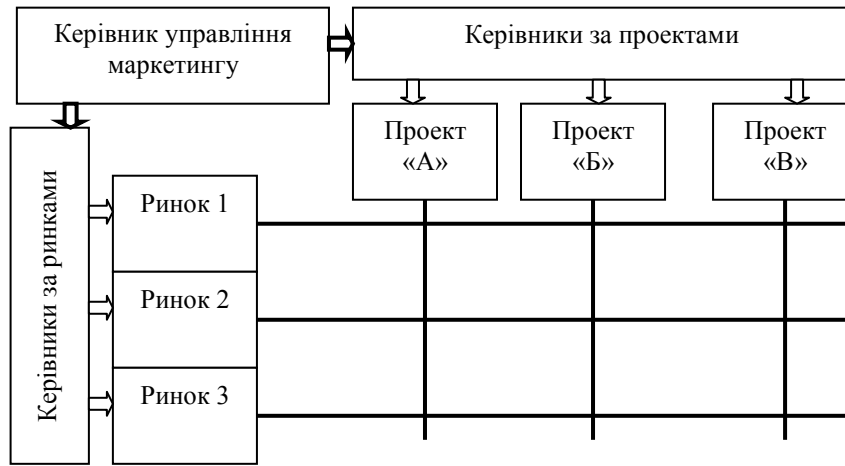 Керівник управління
маркетингу
Керівники за проектами
Проект
«А»
Проект
«Б»
Проект
«В»
Керівники за ринками
Ринок 1
Ринок 2
Ринок 3